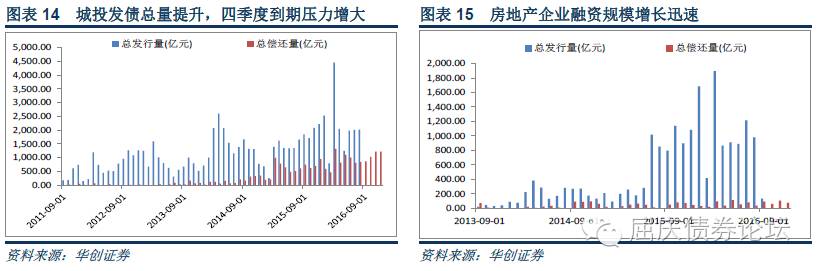 图表 14 城投发债总量提升，四季度到期压力增大
总发行量(亿元) 总偿还量(亿元)
5,000.00
4,500.00
4,000.00
3,500.00
3,000.00
2,500.00
2,000.00
1,500.00
1,000.00
500.00
0.00
2011-09-01 2012-09-01 2013-09-01 2014-09-01 2015-09-01 2016-09-01
资料来源：华创证券
图表 15 房地产企业融资规模增长迅速
总发行量(亿元) 总偿还量(亿元)
2,000.00
1,800.00
1,600.00
1,400.00
1,200.00
1,000.00
800.00
600.00
400.00
200.00
0.00
2013-09-01 2014-09-01 2015-09-01 2016-09-01
资料来源：华创证券
屈庆债券论坛